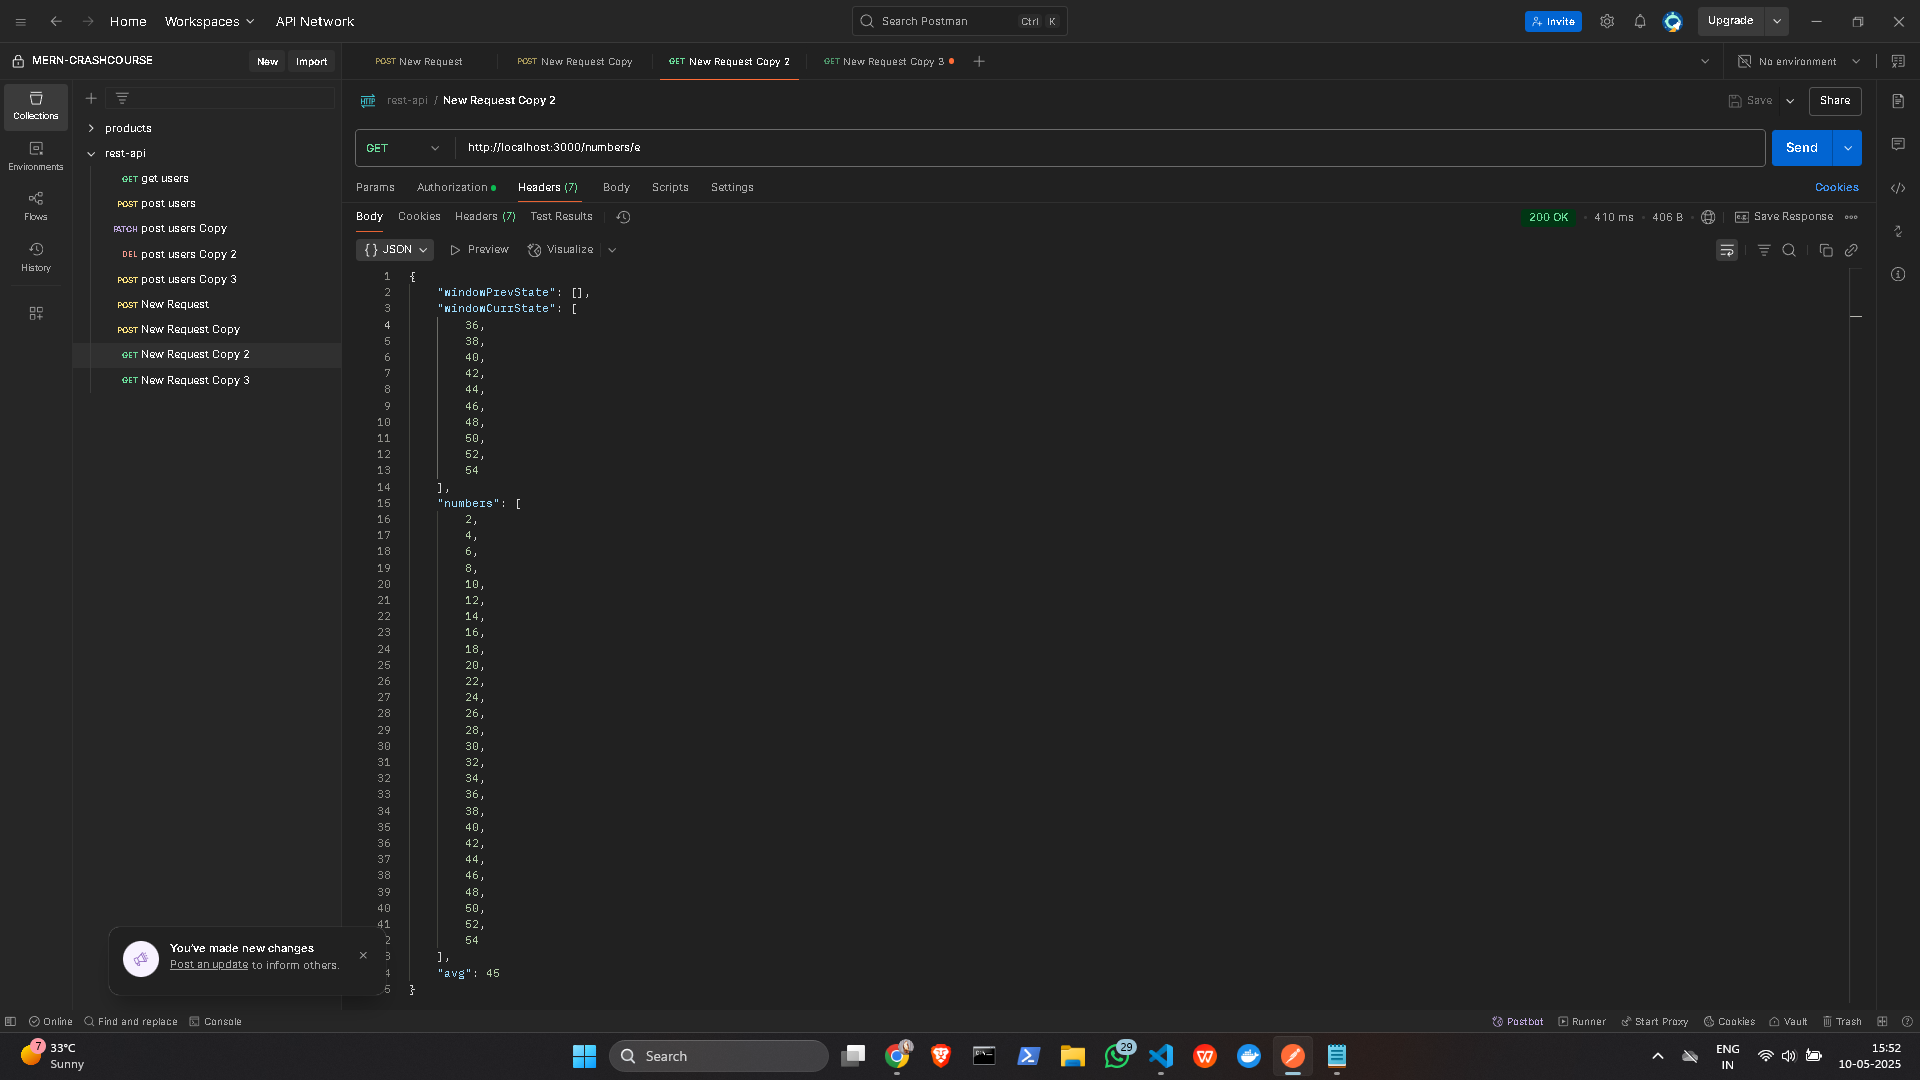 Home Workspaces API Network Search Postman Ctrl K Invite Upgrade
MERN-CRASHCOURSE New Import POST New Request POST New Request Copy GET New Request Copy 2 GET New Request Copy 3 No environment
Collections
Environments
Flows
History
products
rest-api
GET get users
POST post users
PATCH post users Copy
DEL post users Copy 2
POST post users Copy 3
POST New Request
POST New Request Copy
GET New Request Copy 2
GET New Request Copy 3
HTTP rest-api / New Request Copy 2 Save Share
GET http://localhost:3000/numbers/e Send
Params Authorization Headers (7) Body Scripts Settings Cookies
Body Cookies Headers (7) Test Results 200 OK 410 ms 406 B Save Response
{} JSON Preview Visualize
1 {
2 "windowPrevState": [],
3 "windowCurrState": [
4 36,
5 38,
6 40,
7 42,
8 44,
9 46,
10 48,
11 50,
12 52,
13 54
14 ],
15 "numbers": [
16 2,
17 4,
18 6,
19 8,
20 10,
21 12,
22 14,
23 16,
24 18,
25 20,
26 22,
27 24,
28 26,
29 28,
30 30,
31 32,
32 34,
33 36,
34 38,
35 40,
36 42,
37 44,
38 46,
39 48,
40 50,
41 52,
2 54
3 ],
4 "avg": 45
5 }
You've made new changes
Post an update to inform others.
Online Find and replace Console Postbot Runner Start Proxy Cookies Vault Trash
7 33°C
Sunny
Search
29
ENG
IN
15:52
10-05-2025